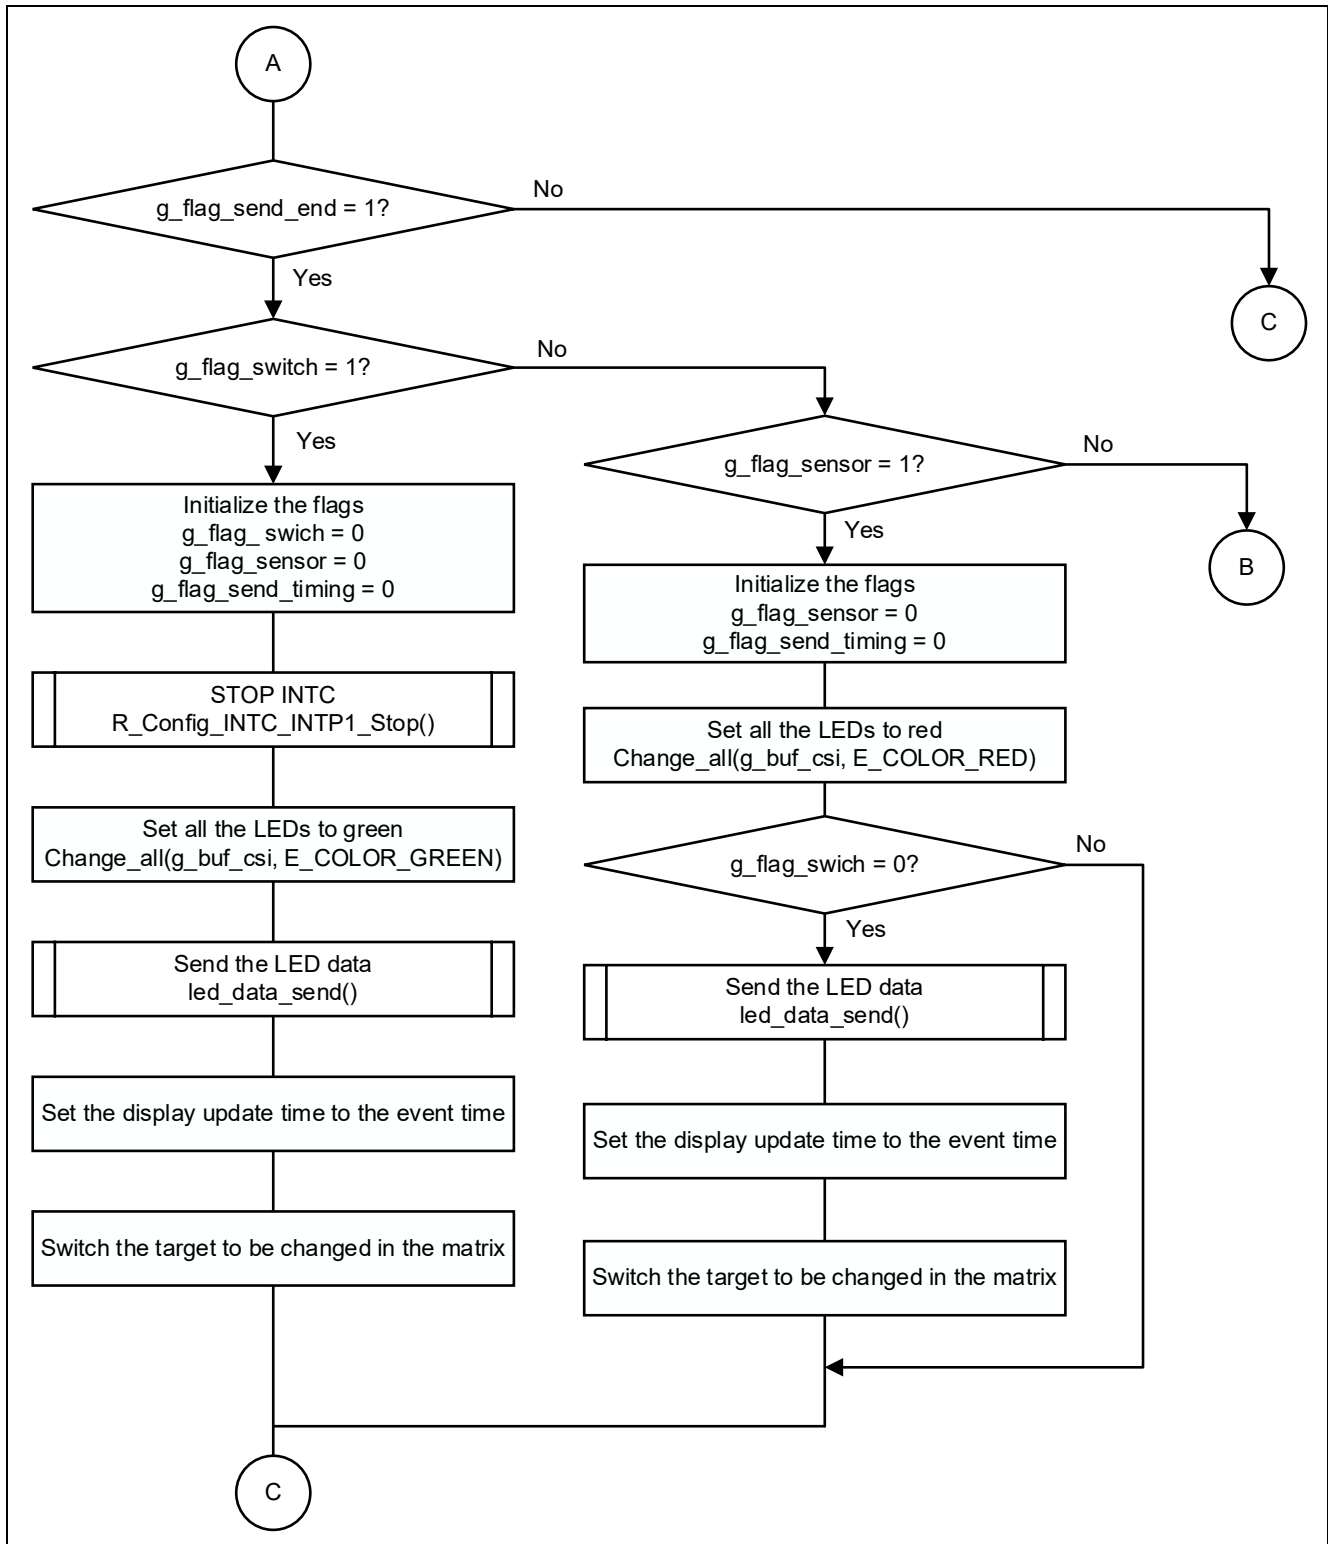 A
g_flag_send_end = 1?
No
Yes
C
g_flag_switch = 1?
No
Yes
g_flag_sensor = 1?
No
Yes
B
Initialize the flags
g_flag_ swich = 0
g_flag_sensor = 0
g_flag_send_timing = 0
STOP INTC
R_Config_INTC_INTP1_Stop()
Set all the LEDs to green
Change_all(g_buf_csi, E_COLOR_GREEN)
Send the LED data
led_data_send()
Set the display update time to the event time
Switch the target to be changed in the matrix
Initialize the flags
g_flag_sensor = 0
g_flag_send_timing = 0
Set all the LEDs to red
Change_all(g_buf_csi, E_COLOR_RED)
g_flag_swich = 0?
No
Yes
Send the LED data
led_data_send()
Set the display update time to the event time
Switch the target to be changed in the matrix
C